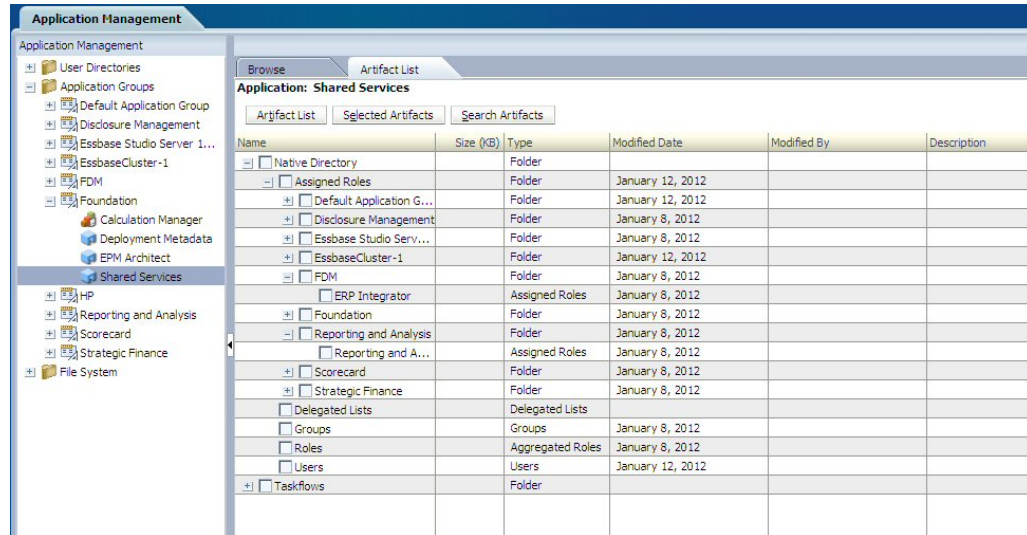 Application Management
Application Management
User Directories
Application Groups
Default Application Group
Disclosure Management
Essbase Studio Server 1...
EssbaseCluster-1
FDM
Foundation
Calculation Manager
Deployment Metadata
EPM Architect
Shared Services
HP
Reporting and Analysis
Scorecard
Strategic Finance
File System
Browse Artifact List
Application: Shared Services
Artifact List Selected Artifacts Search Artifacts
Name Size (KB) Type Modified Date Modified By Description
Native Directory Folder
Assigned Roles Folder January 12, 2012
Default Application G... Folder January 12, 2012
Disclosure Management Folder January 8, 2012
Essbase Studio Serv... Folder January 8, 2012
EssbaseCluster-1 Folder January 12, 2012
FDM Folder January 8, 2012
ERP Integrator Assigned Roles January 8, 2012
Foundation Folder January 8, 2012
Reporting and Analysis Folder January 8, 2012
Reporting and A... Assigned Roles January 8, 2012
Scorecard Folder January 8, 2012
Strategic Finance Folder January 8, 2012
Delegated Lists Delegated Lists
Groups Groups January 8, 2012
Roles Aggregated Roles January 8, 2012
Users Users January 12, 2012
Taskflows Folder